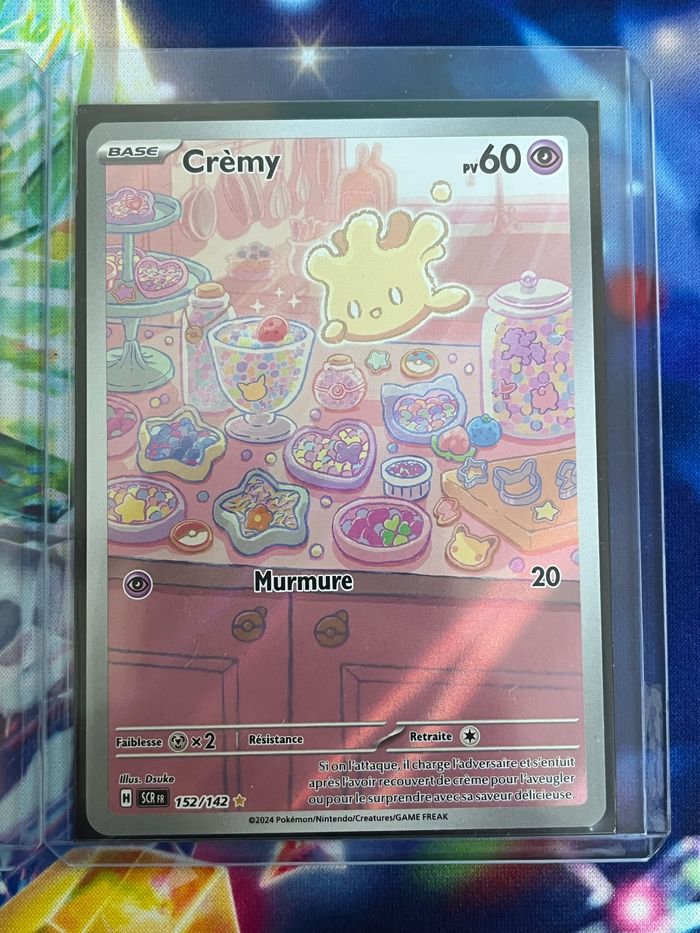 BASE Crèmy PV60
Murmure 20
Faiblesse ×2 Résistance Retraite
Si on l'attaque, il charge l'adversaire et s'enfuit
après l'avoir recouvert de crème pour l'aveugler
ou pour le surprendre avec sa saveur délicieuse.
Illus. Dsuke
H SCR FR 152/142
©2024 Pokémon/Nintendo/Creatures/GAME FREAK